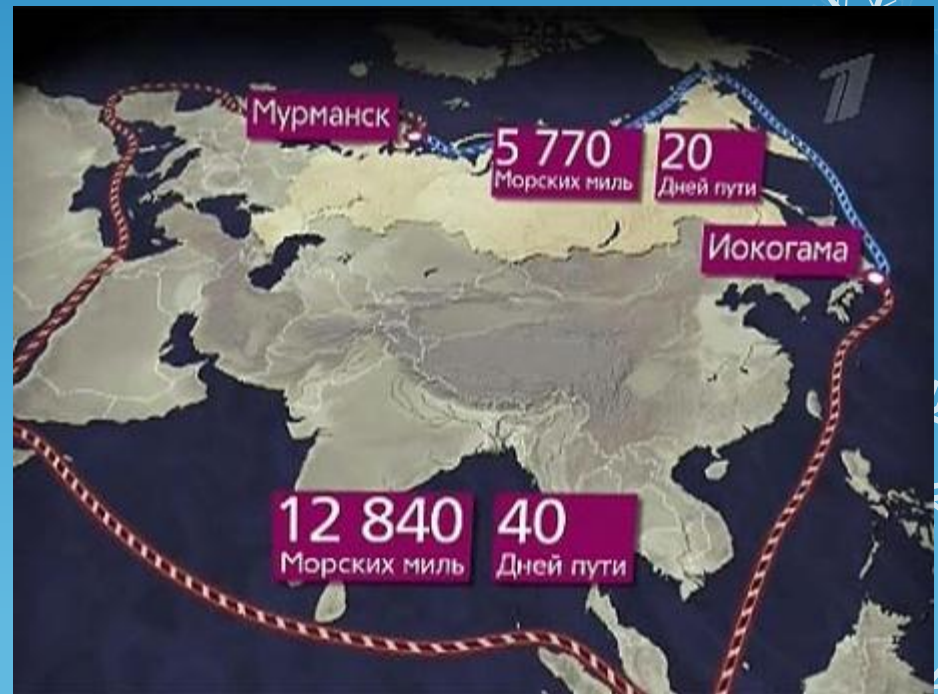 Мурманск
5 770
Морских миль
20
Дней пути
Иокогама
12 840
Морских миль
40
Дней пути